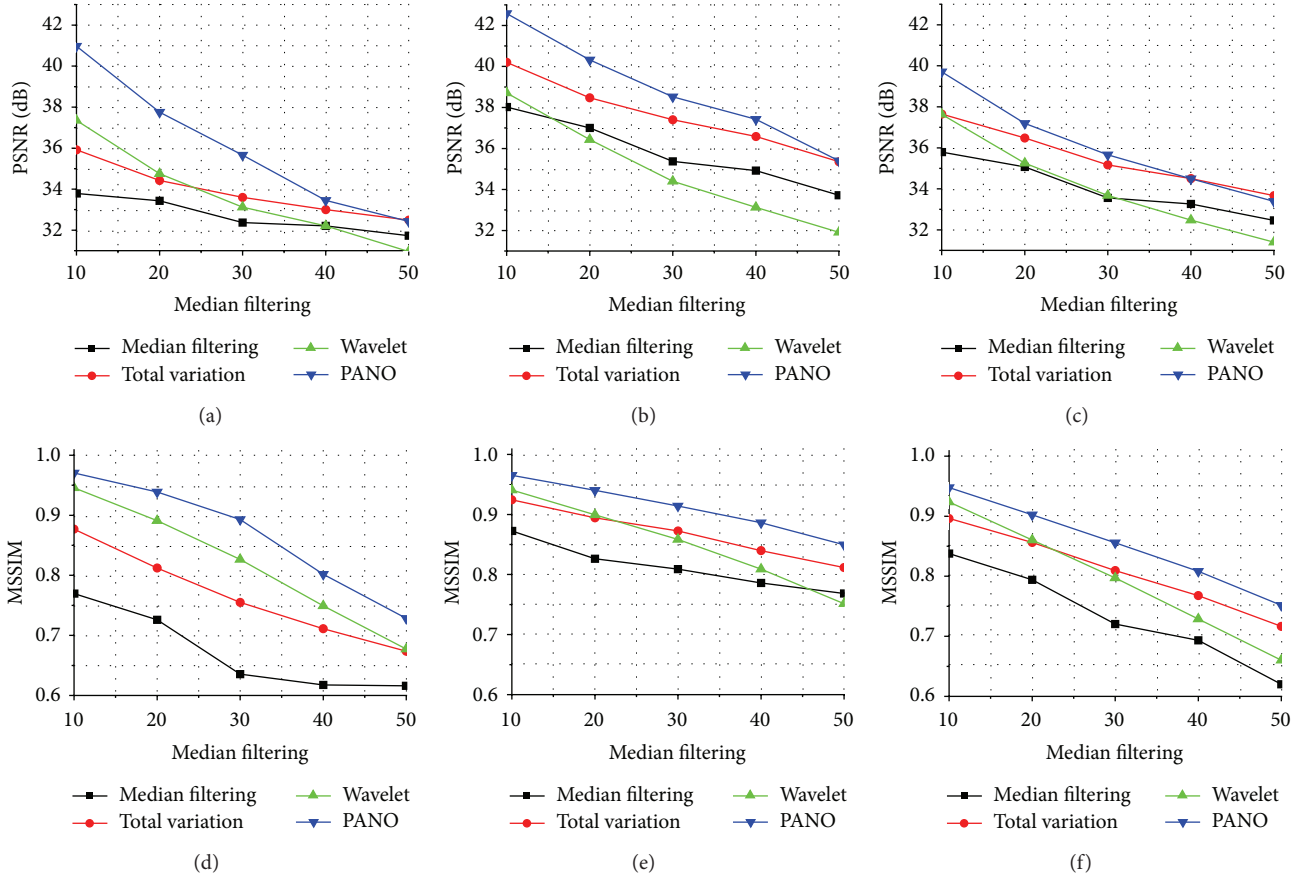 42
40
38
36
34
32
PSNR (dB)
10 20 30 40 50
Median filtering
Median filtering Wavelet
Total variation PANO
(a)
42
40
38
36
34
32
PSNR (dB)
10 20 30 40 50
Median filtering
Median filtering Wavelet
Total variation PANO
(b)
42
40
38
36
34
32
PSNR (dB)
10 20 30 40 50
Median filtering
Median filtering Wavelet
Total variation PANO
(c)
1.0
0.9
0.8
0.7
0.6
MSSIM
10 20 30 40 50
Median filtering
Median filtering Wavelet
Total variation PANO
(d)
1.0
0.9
0.8
0.7
0.6
MSSIM
10 20 30 40 50
Median filtering
Median filtering Wavelet
Total variation PANO
(e)
1.0
0.9
0.8
0.7
0.6
MSSIM
10 20 30 40 50
Median filtering
Median filtering Wavelet
Total variation PANO
(f)